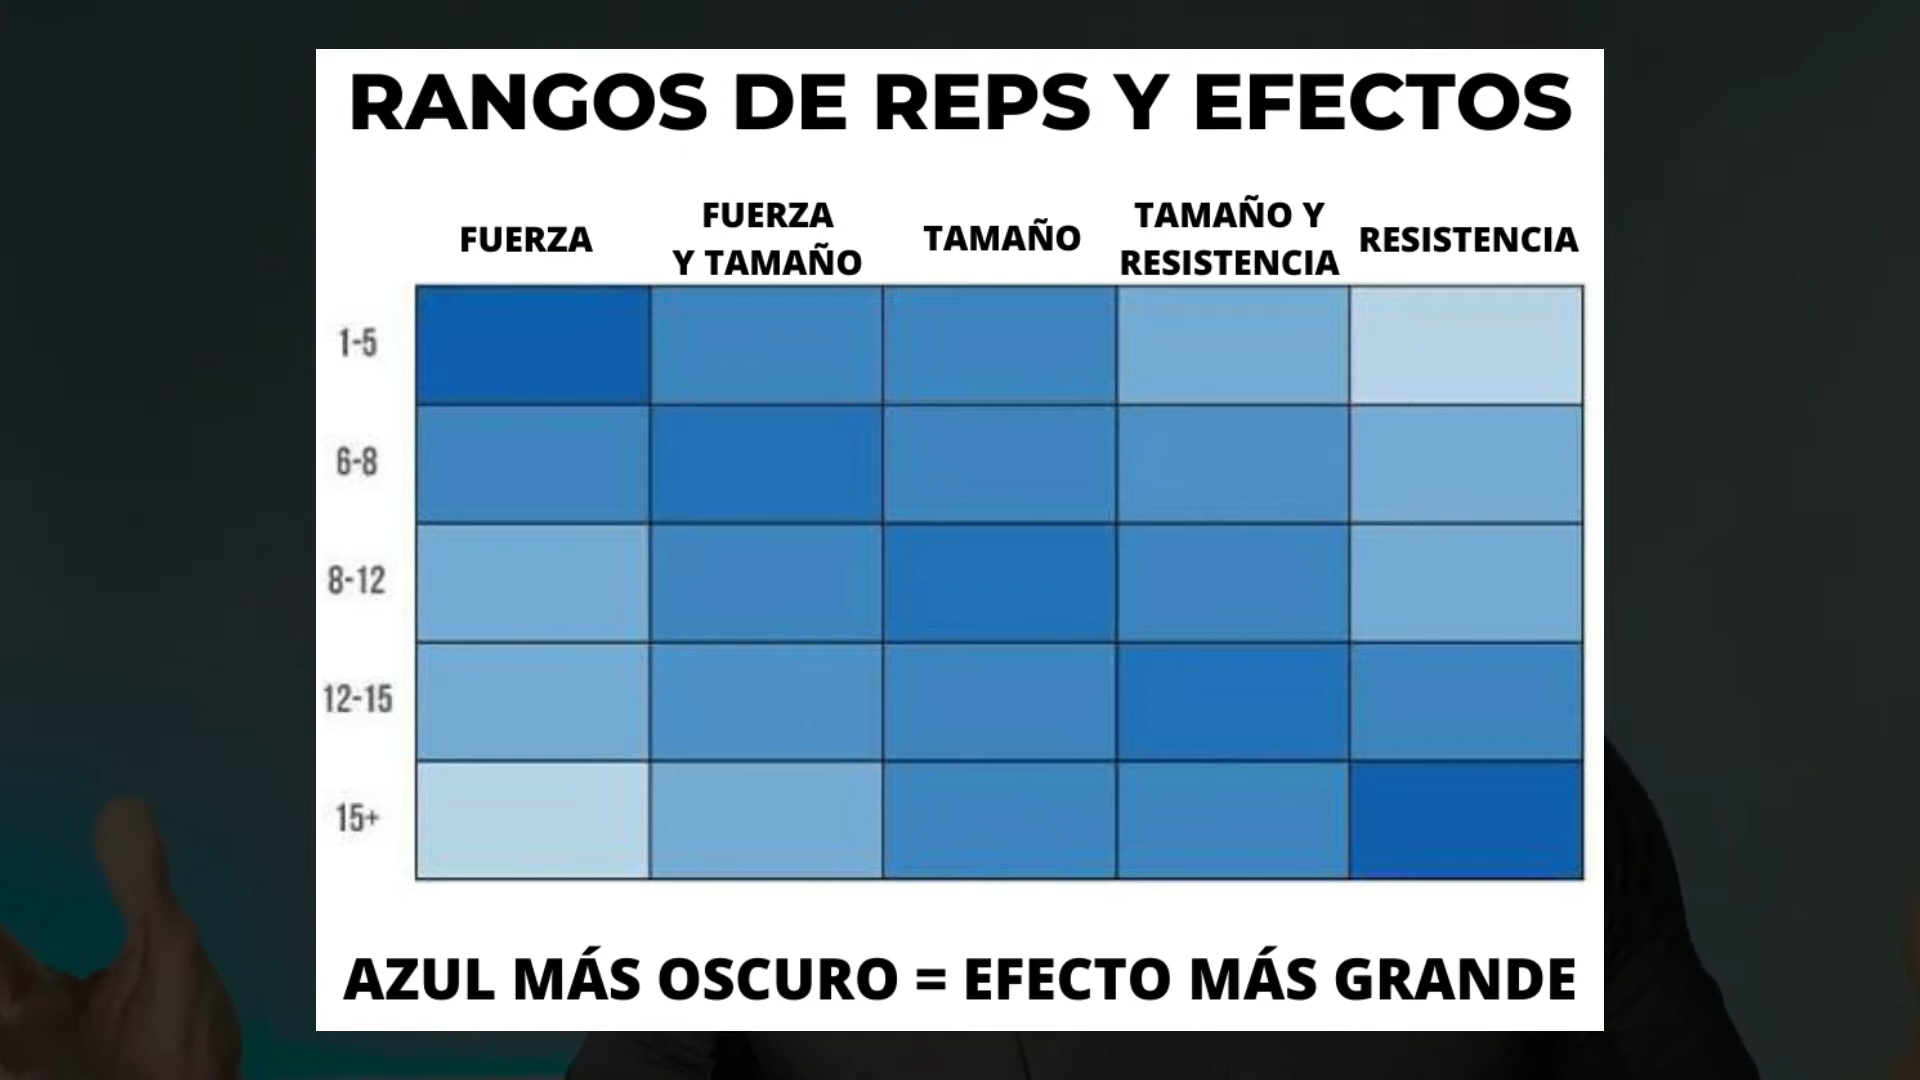 RANGOS DE REPS Y EFECTOS
FUERZA
FUERZA
Y TAMAÑO
TAMAÑO
TAMAÑO Y
RESISTENCIA
RESISTENCIA
1-5
6-8
8-12
12-15
15+
AZUL MÁS OSCURO = EFECTO MÁS GRANDE